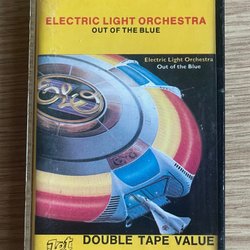 ELECTRIC LIGHT ORCHESTRA
OUT OF THE BLUE
Electric Light Orchestra
Out of the Blue
DOUBLE TAPE VALUE